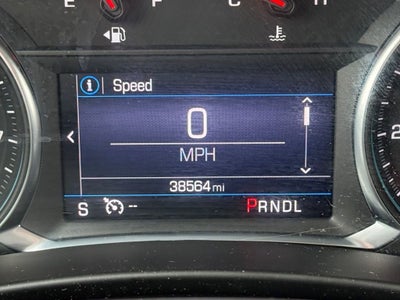 E F C H
Speed
0
MPH
38564 mi
S -- PRNDL